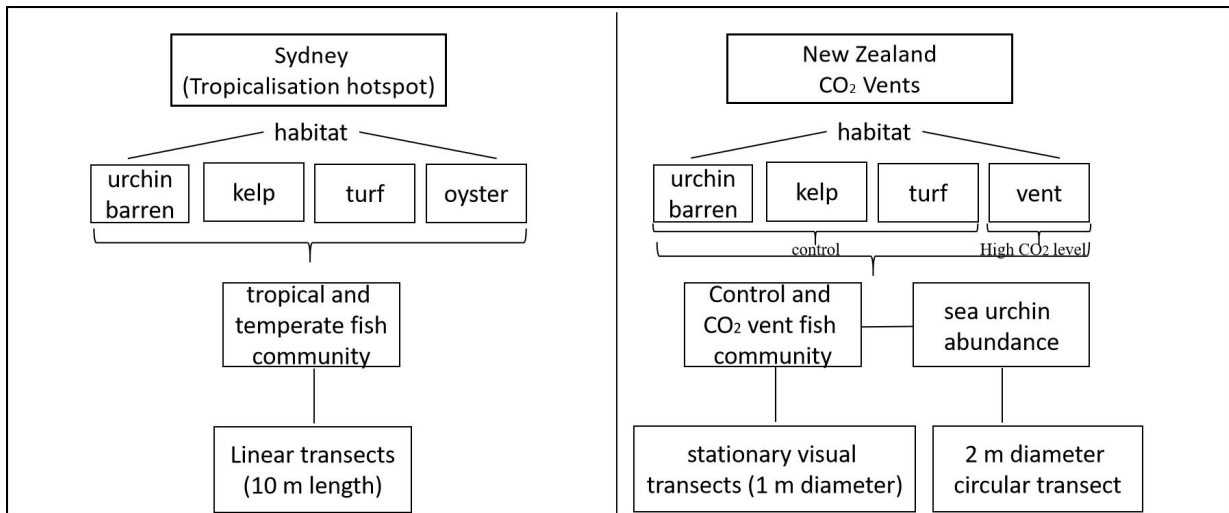 Sydney
(Tropicalisation hotspot)
habitat
urchin
barren
kelp
turf
oyster
tropical and
temperate fish
community
Linear transects
(10 m length)
New Zealand
CO₂ Vents
habitat
urchin
barren
kelp
turf
vent
control
High CO₂ level
Control and
CO₂ vent fish
community
sea urchin
abundance
stationary visual
transects (1 m diameter)
2 m diameter
circular transect